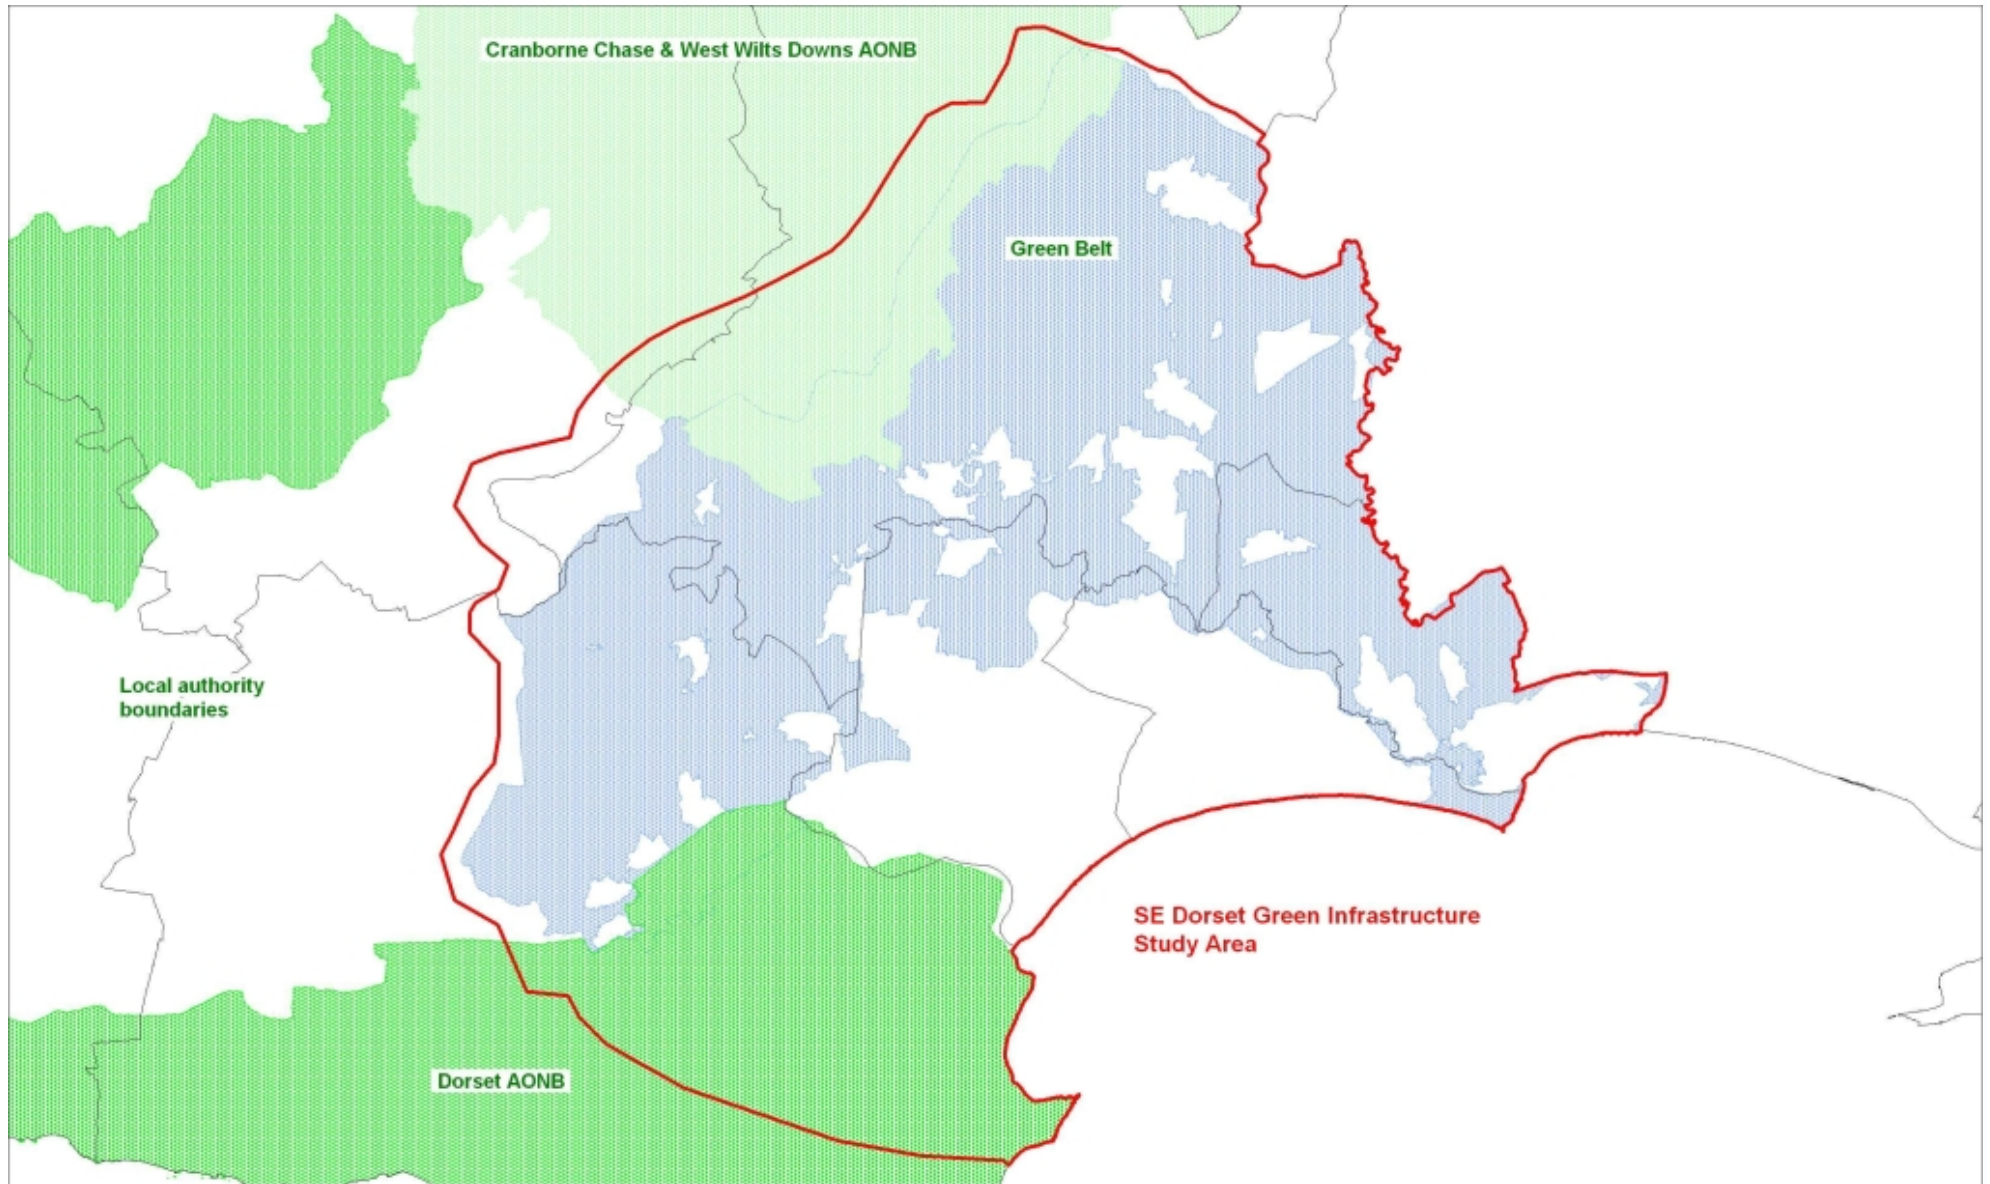 Cranborne Chase & West Wilts Downs AONB
Green Belt
Local authority
boundaries
SE Dorset Green Infrastructure
Study Area
Dorset AONB